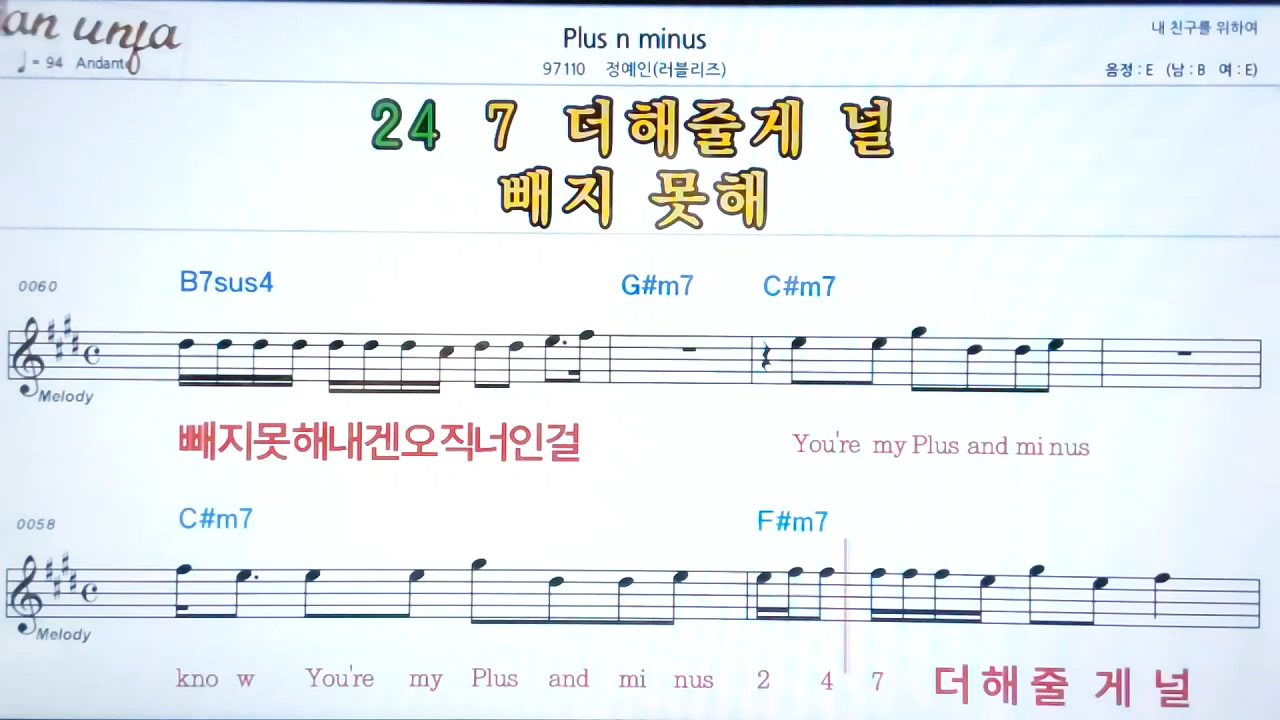 ♩= 94 Andant
Plus n minus
97110 정예인(러블리즈)
내 친구를 위하여
음정 : E (남 : B 여 : E)
24 7 더해줄게 널
빼지 못해
0060 B7sus4 G#m7 C#m7
Melody
빼지못해내겐오직너인걸 You're my Plus and mi nus
0058 C#m7 F#m7
Melody
kno w You're my Plus and mi nus 2 4 7 더 해 줄 게 널